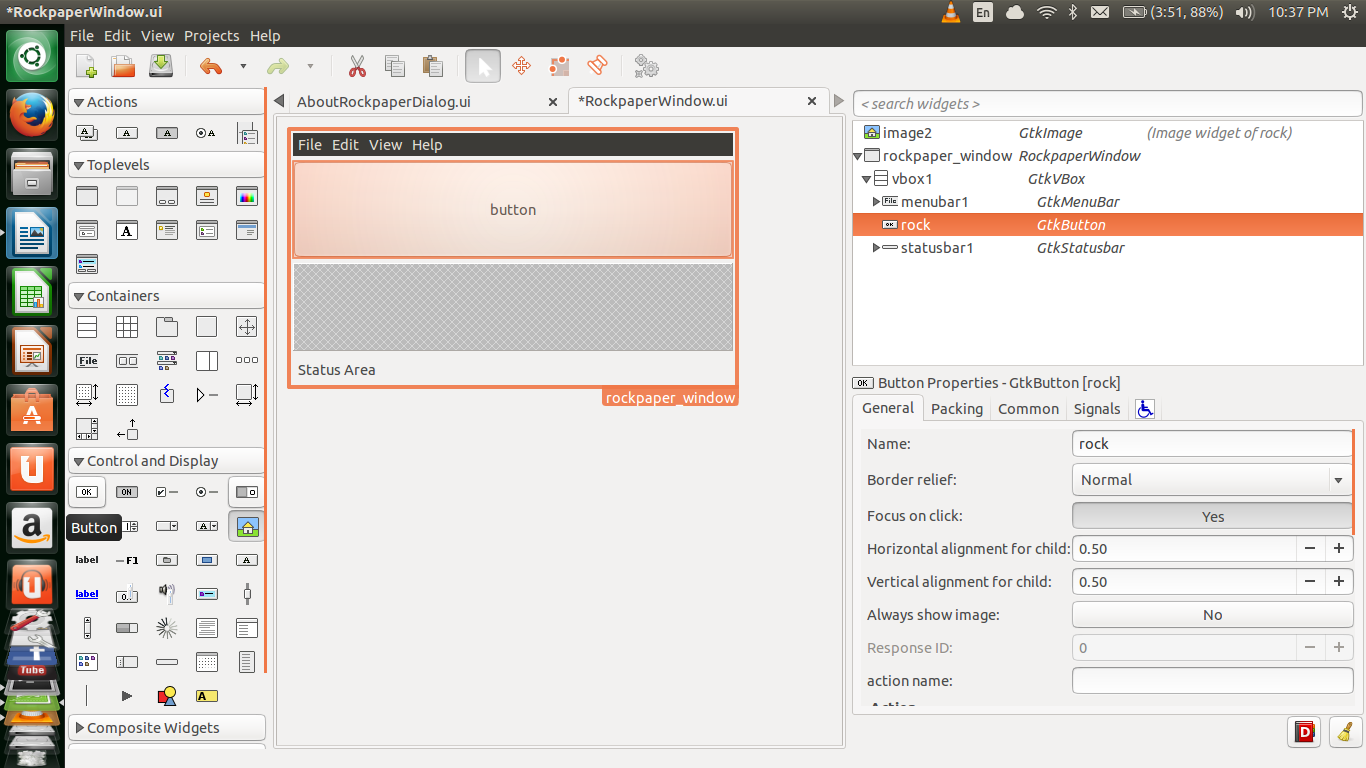 *RockpaperWindow.ui
En
(3:51, 88%)
10:37 PM
File Edit View Projects Help
Actions
Toplevels
Containers
File
Control and Display
OK
ON
Button
label
F1
label
Composite Widgets
AboutRockpaperDialog.ui
*RockpaperWindow.ui
File Edit View Help
button
Status Area
rockpaper_window
< search widgets >
image2 GtkImage (Image widget of rock)
rockpaper_window RockpaperWindow
vbox1 GtkVBox
File menubar1 GtkMenuBar
OK rock GtkButton
statusbar1 GtkStatusbar
OK Button Properties - GtkButton [rock]
General Packing Common Signals
Name: rock
Border relief: Normal
Focus on click: Yes
Horizontal alignment for child: 0.50
Vertical alignment for child: 0.50
Always show image: No
Response ID: 0
action name: